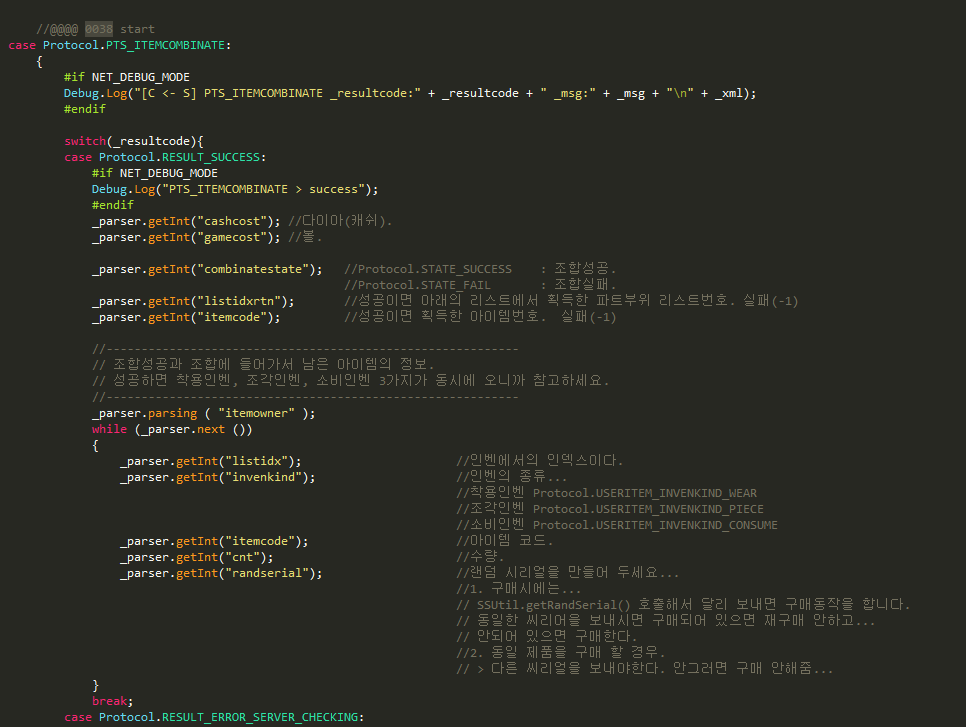 //@@@@ 0038 start
case Protocol.PTS_ITEMCOMBINATE:
{
#if NET_DEBUG_MODE
Debug.Log("[C <- S] PTS_ITEMCOMBINATE _resultcode:" + _resultcode + " _msg:" + _msg + "\n" + _xml);
#endif
switch(_resultcode){
case Protocol.RESULT_SUCCESS:
#if NET_DEBUG_MODE
Debug.Log("PTS_ITEMCOMBINATE > success");
#endif
_parser.getInt("cashcost"); //다이아(캐쉬).
_parser.getInt("gamecost"); //볼.
_parser.getInt("combinatestate"); //Protocol.STATE_SUCCESS : 조합성공.
//Protocol.STATE_FAIL : 조합실패.
_parser.getInt("listidxrtn"); //성공이면 아래의 리스트에서 획득한 파트부위 리스트번호. 실패(-1)
_parser.getInt("itemcode"); //성공이면 획득한 아이템번호. 실패(-1)
//-----------------------------------------------------------
// 조합성공과 조합에 들어가서 남은 아이템의 정보.
// 성공하면 착용인벤, 조각인벤, 소비인벤 3가지가 동시에 오니까 참고하세요.
//-----------------------------------------------------------
_parser.parsing ( "itemowner" );
while (_parser.next ())
{
_parser.getInt("listidx"); //인벤에서의 인덱스이다.
_parser.getInt("invenkind"); //인벤의 종류...
//착용인벤 Protocol.USERITEM_INVENKIND_WEAR
//조각인벤 Protocol.USERITEM_INVENKIND_PIECE
//소비인벤 Protocol.USERITEM_INVENKIND_CONSUME
_parser.getInt("itemcode"); //아이템 코드.
_parser.getInt("cnt"); //수량.
_parser.getInt("randserial"); //랜덤 시리얼을 만들어 두세요...
//1. 구매시에는...
// SSUtil.getRandSerial() 호출해서 달리 보내면 구매동작을 합니다.
// 동일한 씨리어을 보내시면 구매되어 있으면 재구매 안하고...
// 안되어 있으면 구매한다.
//2. 동일 제품을 구매 할 경우.
// > 다른 씨리얼을 보내야한다. 안그러면 구매 안해줌...
}
break;
case Protocol.RESULT_ERROR_SERVER_CHECKING: